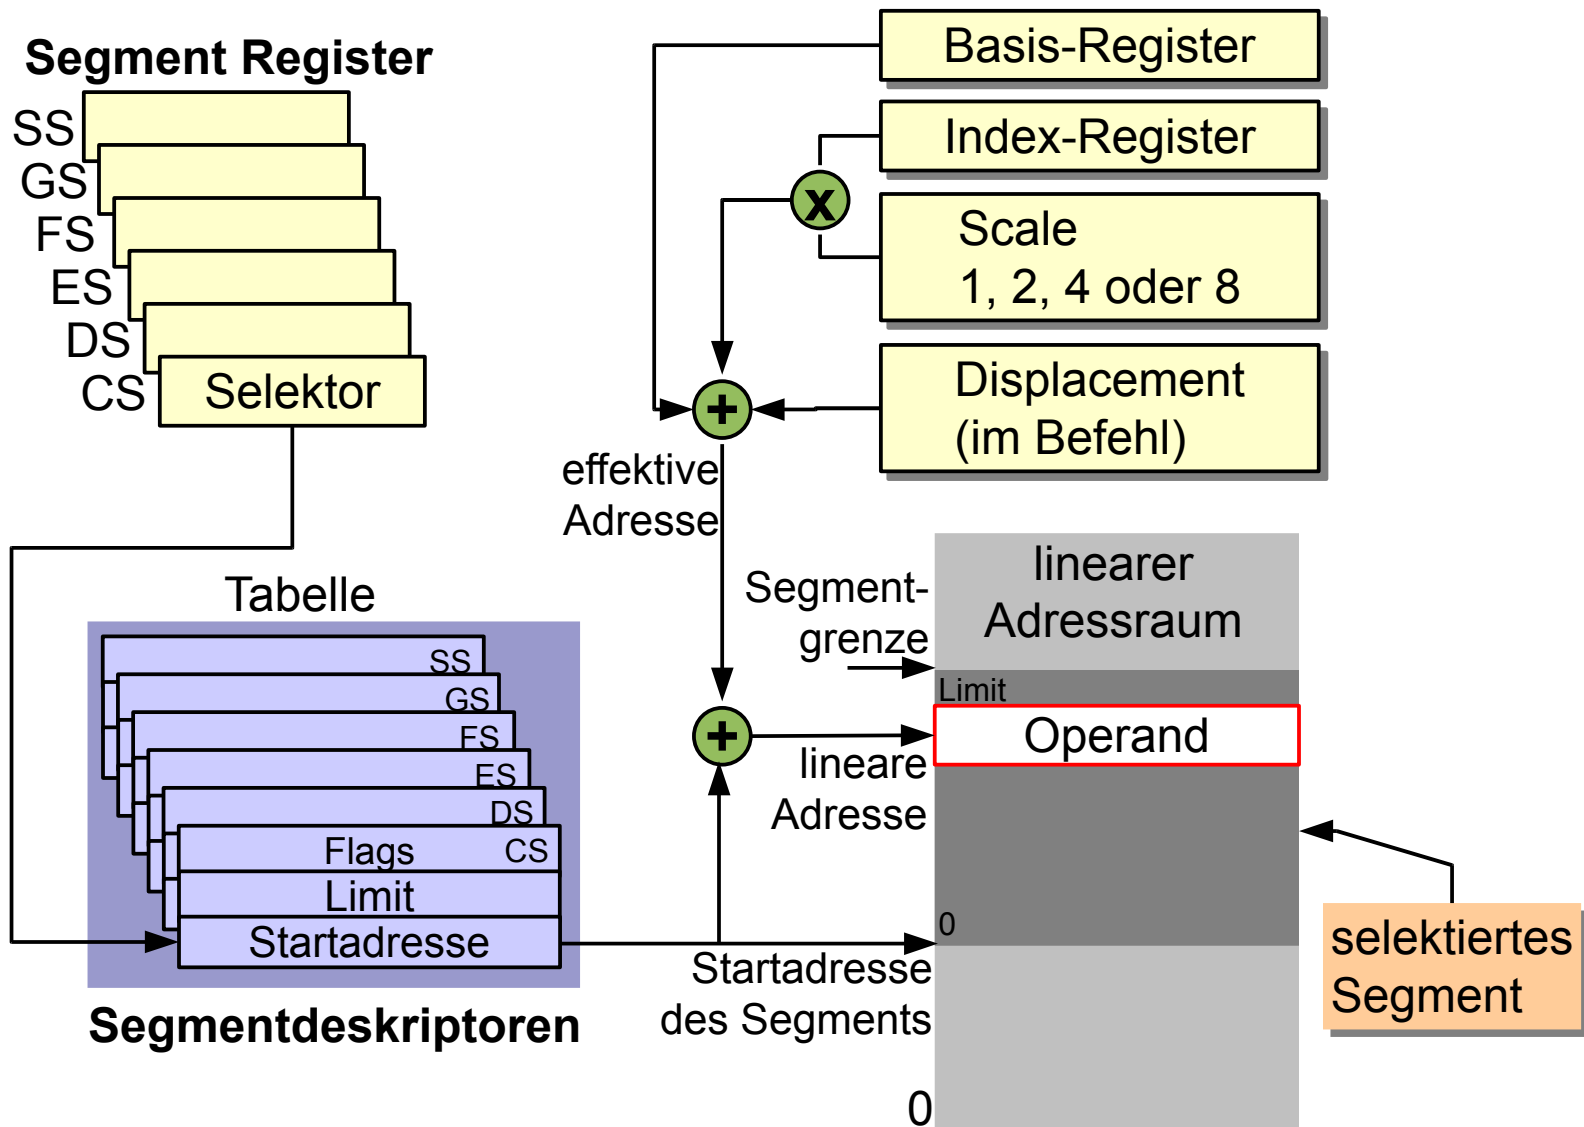 Segment Register
SS
GS
FS
ES
DS
CS
Selektor
Basis-Register
Index-Register
x
Scale
1, 2, 4 oder 8
Displacement
(im Befehl)
+
effektive
Adresse
Tabelle
SS
GS
FS
ES
DS
Flags CS
Limit
Startadresse
Segmentdeskriptoren
Segment-
grenze
linearer
Adressraum
Limit
+
Operand
lineare
Adresse
0
Startadresse
des Segments
0
selektiertes
Segment